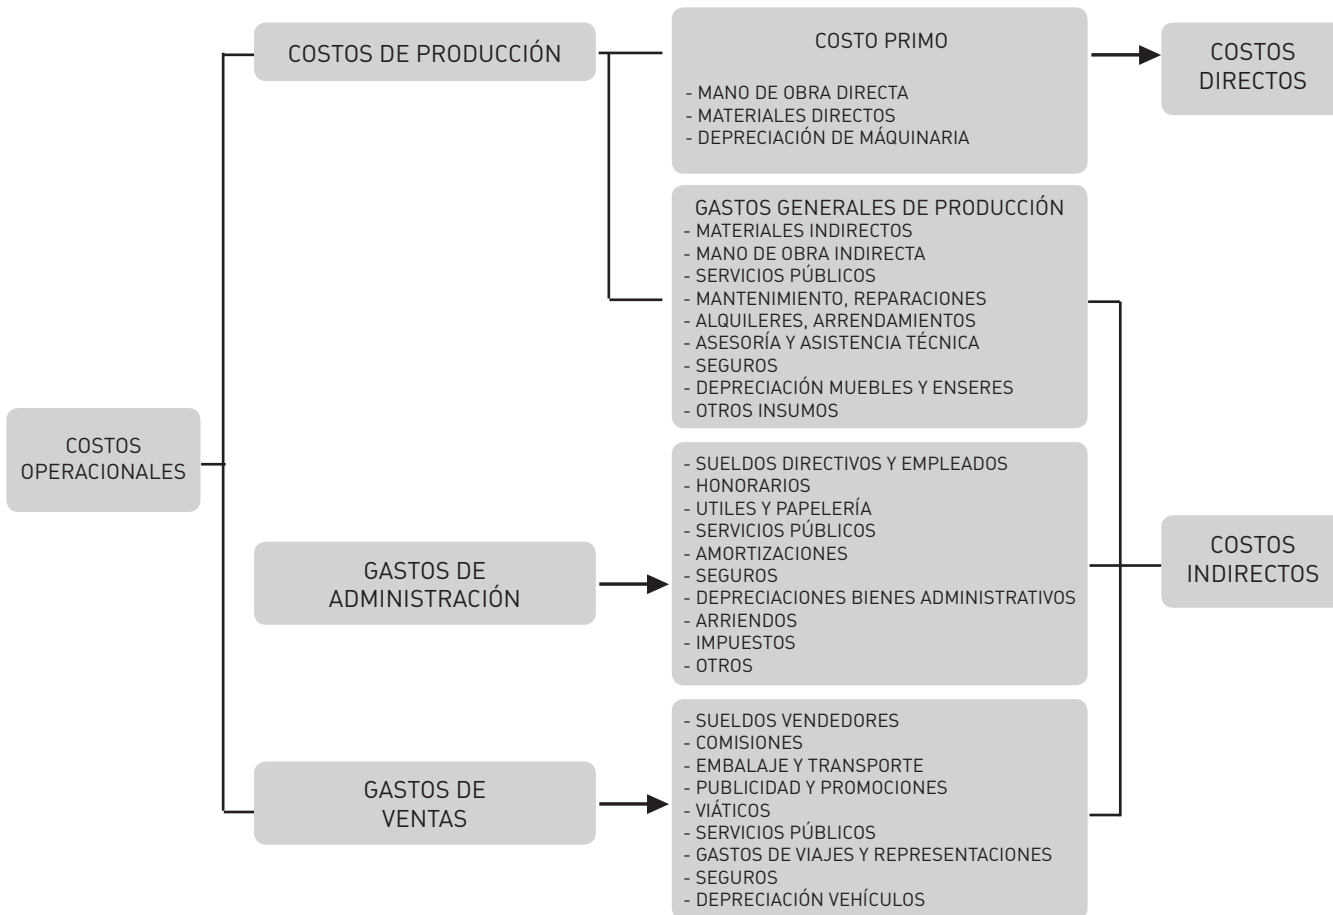 COSTOS DE PRODUCCIÓN
COSTO PRIMO
- MANO DE OBRA DIRECTA
- MATERIALES DIRECTOS
- DEPRECIACIÓN DE MÁQUINARIA
COSTOS
DIRECTOS
GASTOS GENERALES DE PRODUCCIÓN
- MATERIALES INDIRECTOS
- MANO DE OBRA INDIRECTA
- SERVICIOS PÚBLICOS
- MANTENIMIENTO, REPARACIONES
- ALQUILERES, ARRENDAMIENTOS
- ASESORÍA Y ASISTENCIA TÉCNICA
- SEGUROS
- DEPRECIACIÓN MUEBLES Y ENSERES
- OTROS INSUMOS
COSTOS
OPERACIONALES
GASTOS DE
ADMINISTRACIÓN
- SUELDOS DIRECTIVOS Y EMPLEADOS
- HONORARIOS
- UTILES Y PAPELERÍA
- SERVICIOS PÚBLICOS
- AMORTIZACIONES
- SEGUROS
- DEPRECIACIONES BIENES ADMINISTRATIVOS
- ARRIENDOS
- IMPUESTOS
- OTROS
COSTOS
INDIRECTOS
GASTOS DE
VENTAS
- SUELDOS VENDEDORES
- COMISIONES
- EMBALAJE Y TRANSPORTE
- PUBLICIDAD Y PROMOCIONES
- VIÁTICOS
- SERVICIOS PÚBLICOS
- GASTOS DE VIAJES Y REPRESENTACIONES
- SEGUROS
- DEPRECIACIÓN VEHÍCULOS